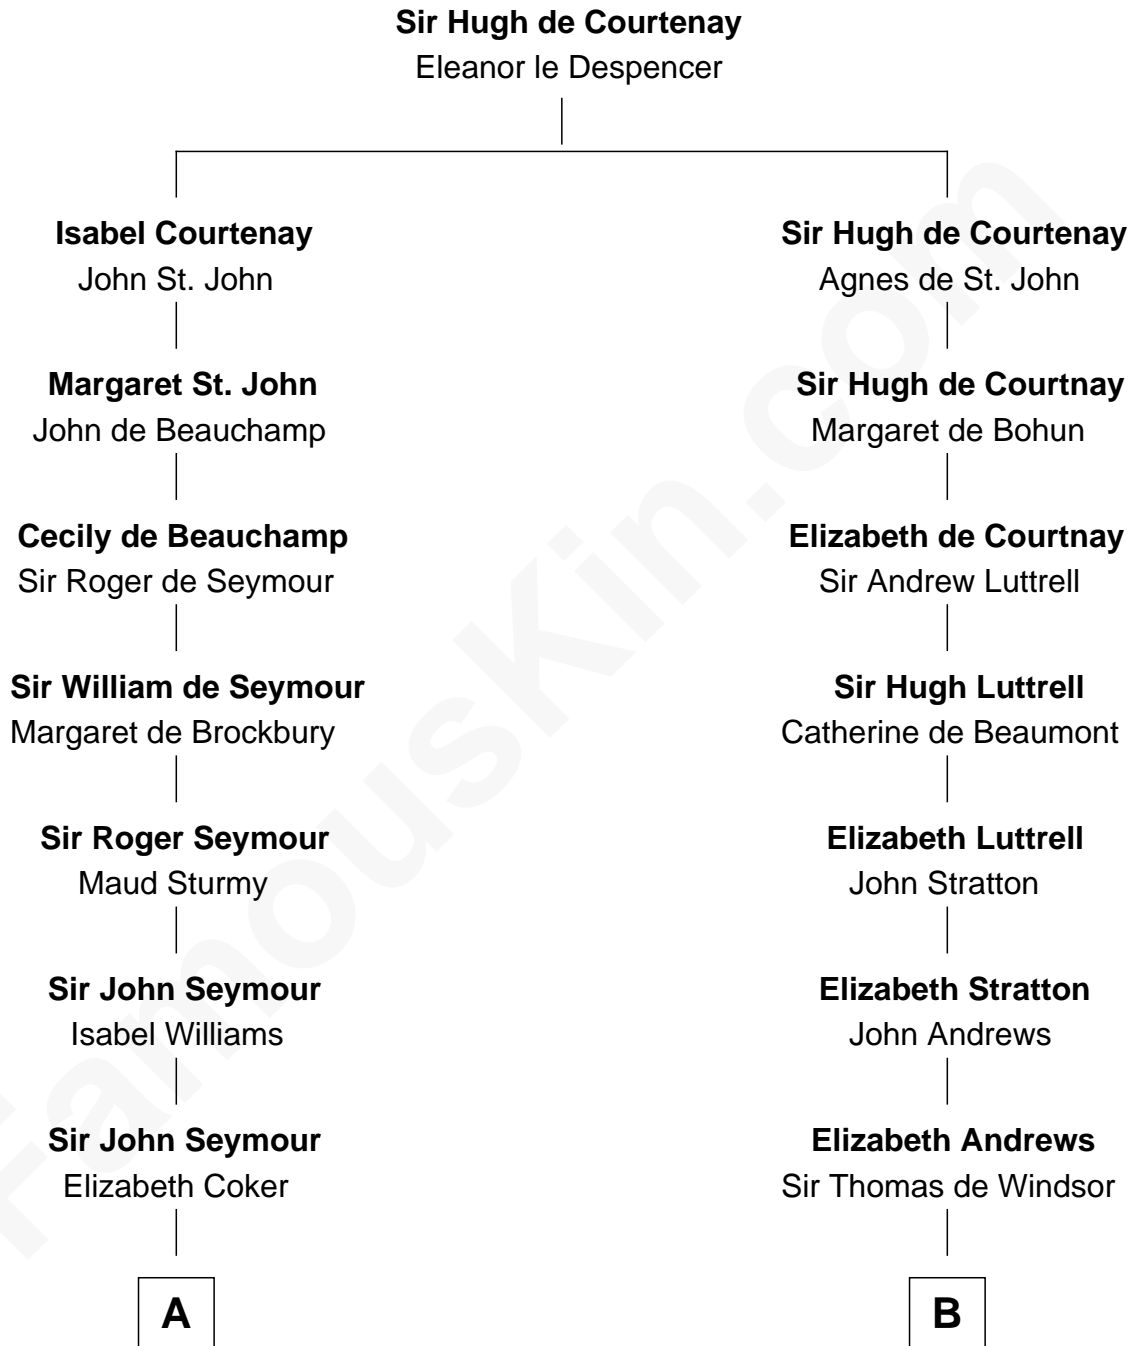 Sir Hugh de Courtenay
Eleanor le Despencer
Isabel Courtenay
John St. John
Sir Hugh de Courtenay
Agnes de St. John
Margaret St. John
John de Beauchamp
Sir Hugh de Courtnay
Margaret de Bohun
Cecily de Beauchamp
Sir Roger de Seymour
Elizabeth de Courtnay
Sir Andrew Luttrell
Sir William de Seymour
Margaret de Brockbury
Sir Hugh Luttrell
Catherine de Beaumont
Sir Roger Seymour
Maud Sturmy
Elizabeth Luttrell
John Stratton
Sir John Seymour
Isabel Williams
Elizabeth Stratton
John Andrews
Sir John Seymour
Elizabeth Coker
Elizabeth Andrews
Sir Thomas de Windsor
A
B
FamousKin.com